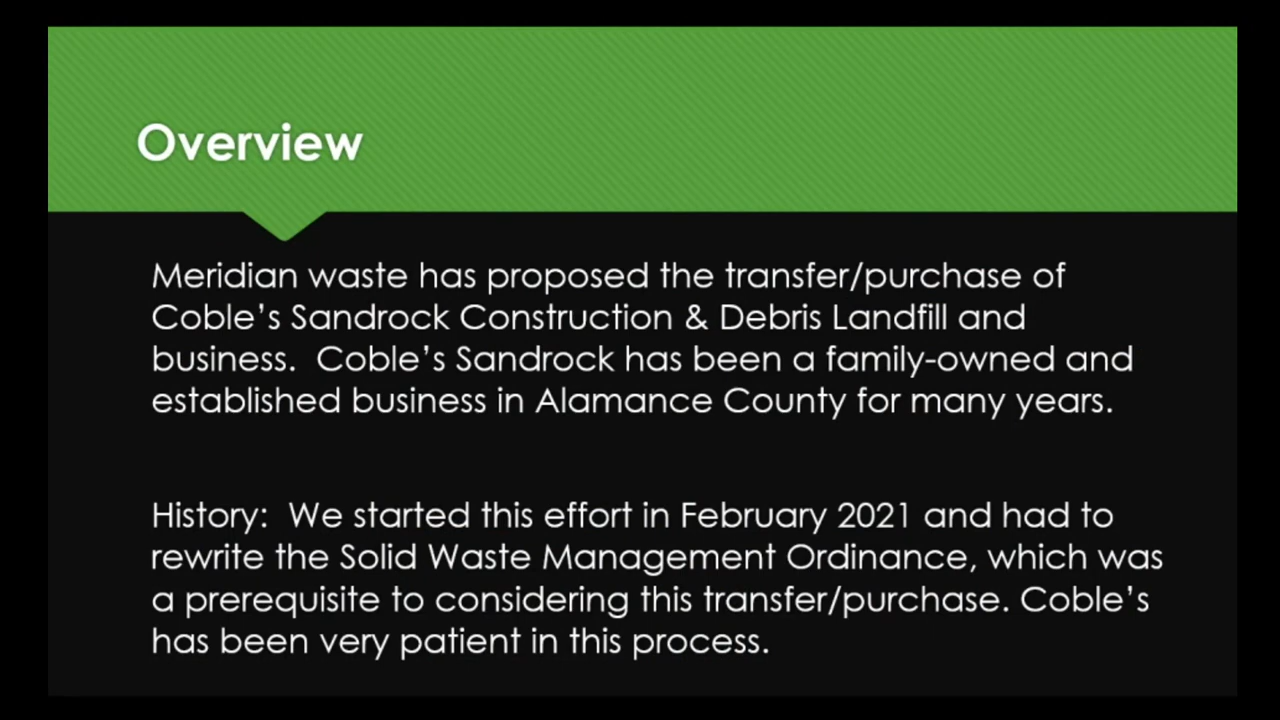 Overview
Meridian waste has proposed the transfer/purchase of
Coble’s Sandrock Construction & Debris Landfill and
business.  Coble’s Sandrock has been a family-owned and
established business in Alamance County for many years.
History:  We started this effort in February 2021 and had to
rewrite the Solid Waste Management Ordinance, which was
a prerequisite to considering this transfer/purchase. Coble’s
has been very patient in this process.